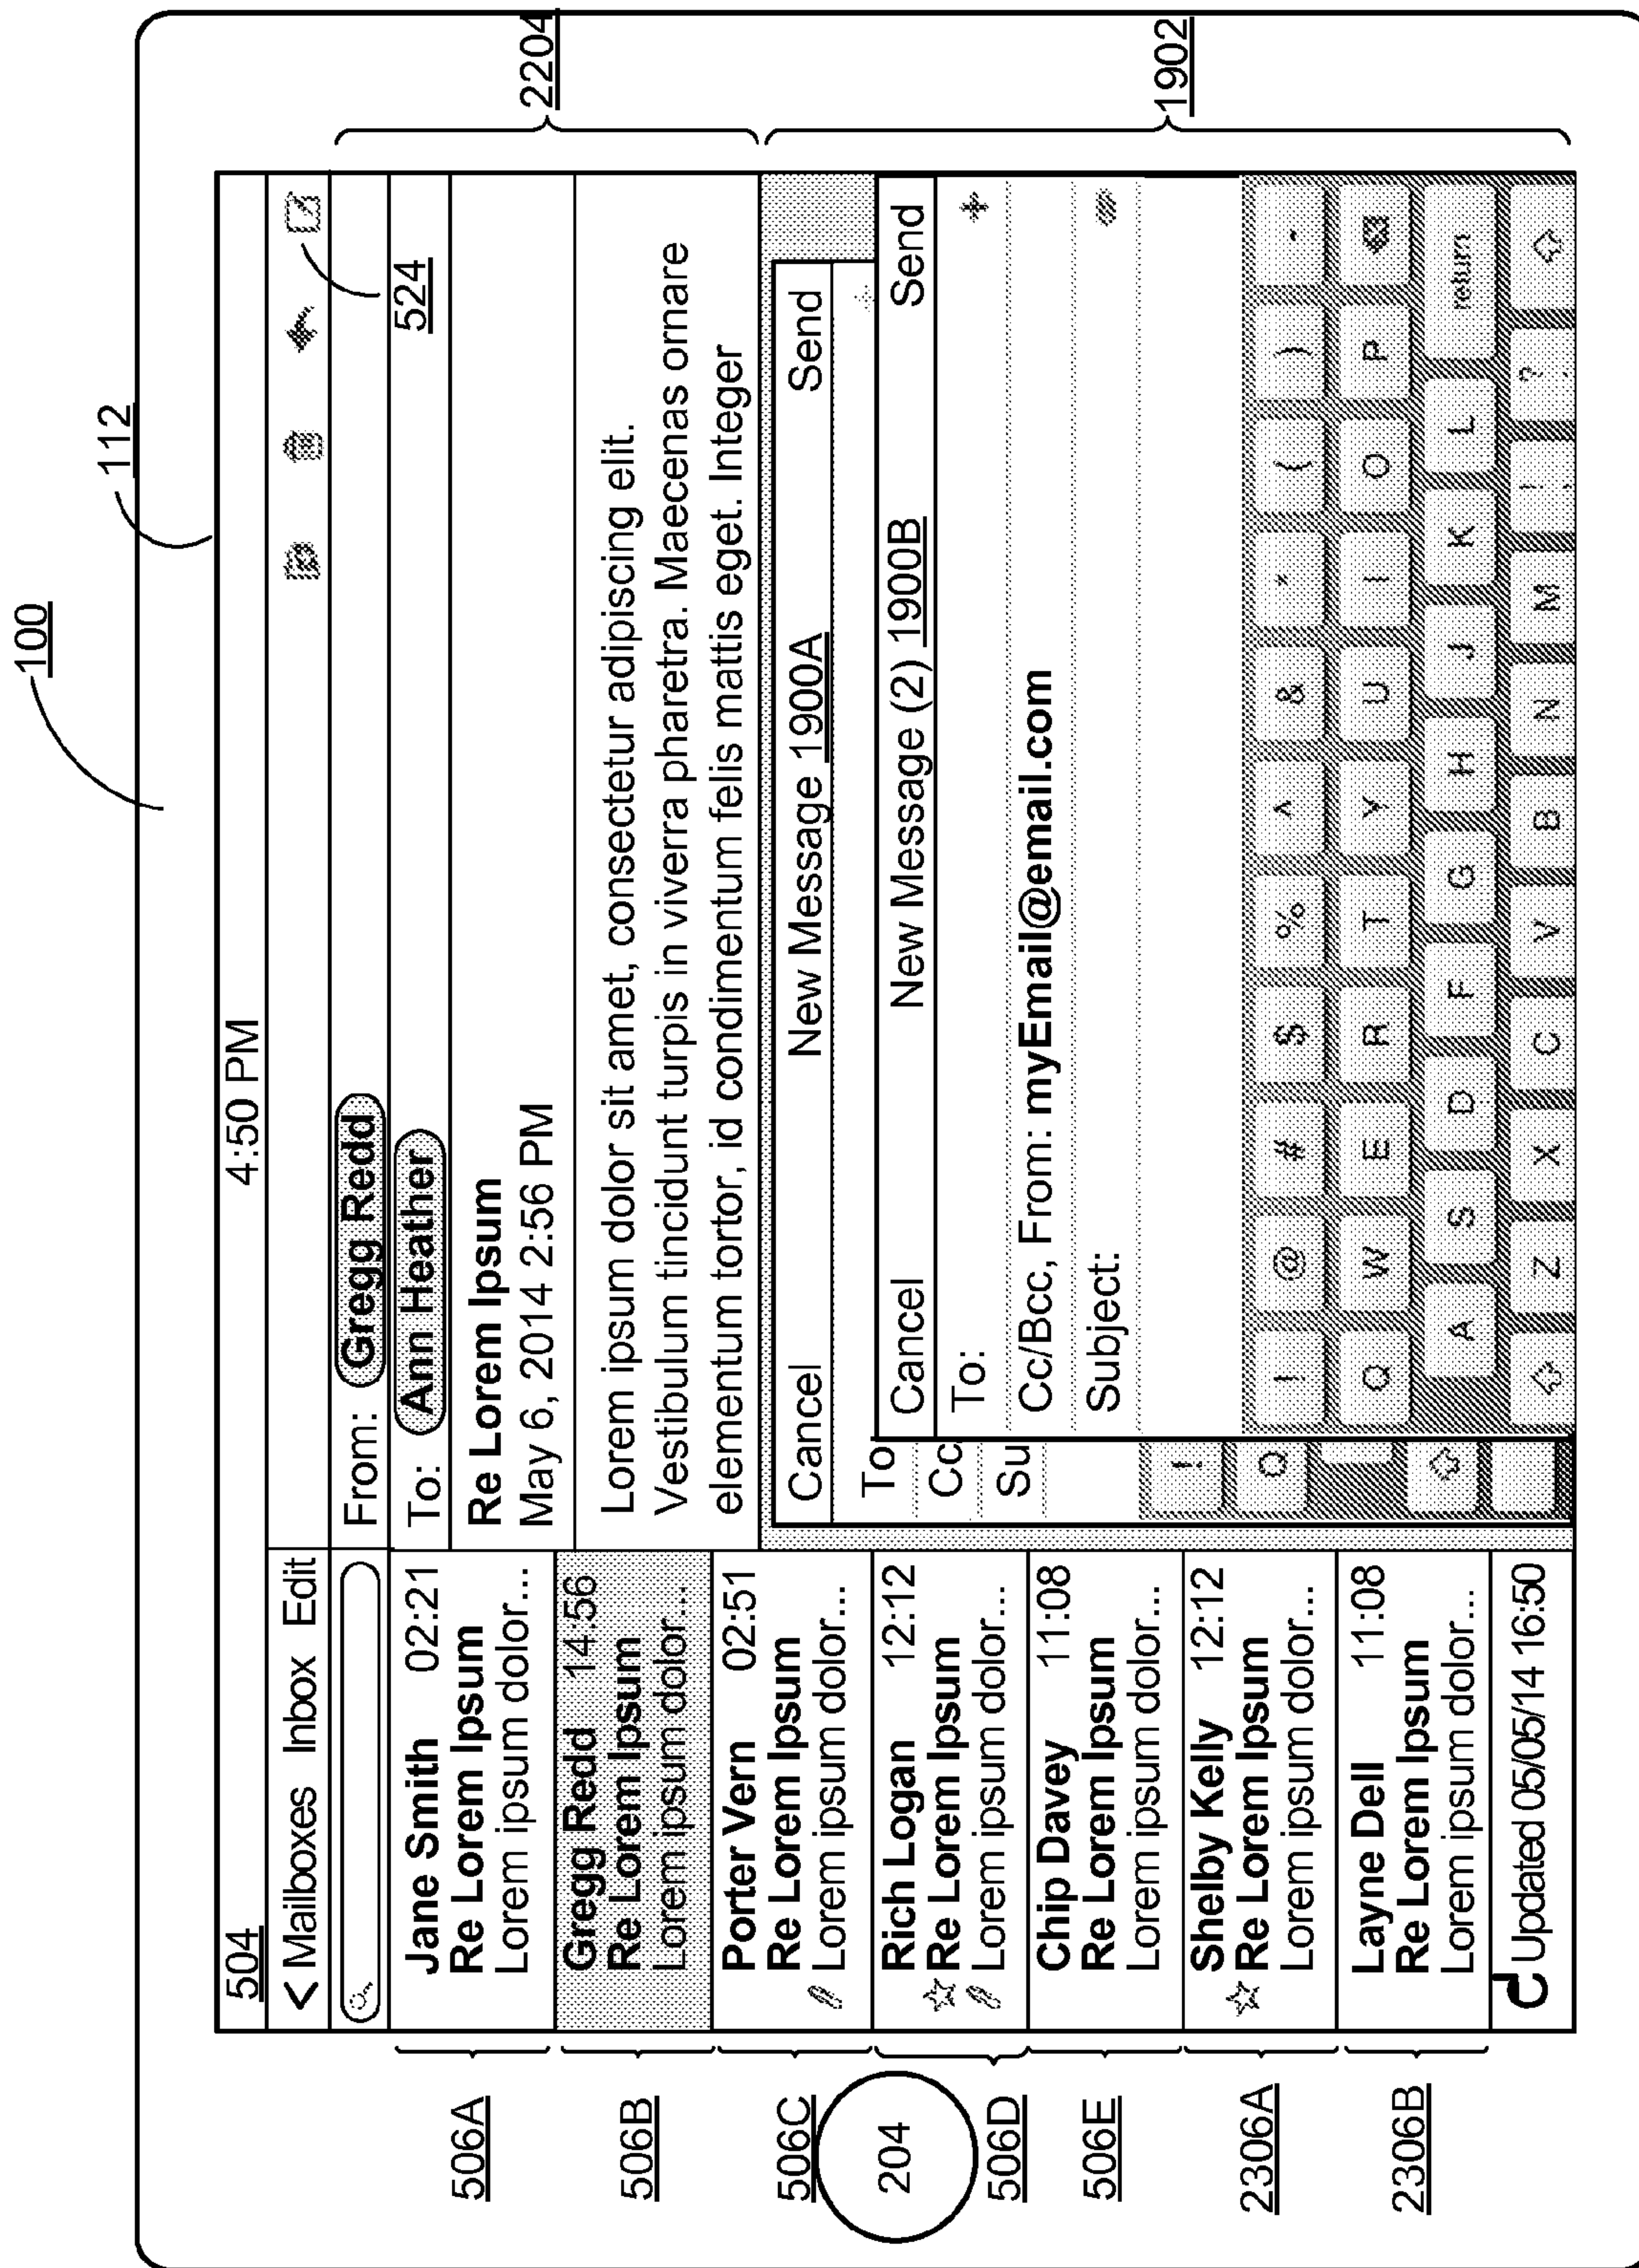 100
112
504
4:50 PM
< Mailboxes Inbox Edit
From: Gregg Redd
To: Ann Heather
524
Re Lorem Ipsum
May 6, 2014 2:56 PM
Lorem ipsum dolor sit amet, consectetur adipiscing elit.
Vestibulum tincidunt turpis in viverra pharetra. Maecenas ornare
elementum tortor, id condimentum felis mattis eget. Integer
2204
506A
Jane Smith 02:21
Re Lorem Ipsum
Lorem ipsum dolor...
506B
Gregg Redd 14:56
Re Lorem Ipsum
Lorem ipsum dolor...
506C
Porter Vern 02:51
Re Lorem Ipsum
Lorem ipsum dolor...
204
506D
Rich Logan 12:12
Re Lorem Ipsum
Lorem ipsum dolor...
506E
Chip Davey 11:08
Re Lorem Ipsum
Lorem ipsum dolor...
2306A
Shelby Kelly 12:12
Re Lorem Ipsum
Lorem ipsum dolor...
2306B
Layne Dell 11:08
Re Lorem Ipsum
Lorem ipsum dolor...
Updated 05/05/14 16:50
Cancel New Message 1900A Send
To
Cc
Su
! 
Q
Cancel New Message (2) 1900B Send
To:
Cc/Bcc, From: myEmail@email.com
Subject:
1902
! @ # $ % ^ & * ( ) -
Q W E R T Y U I O P
A S D F G H J K L return
Z X C V B N M ! , ? .